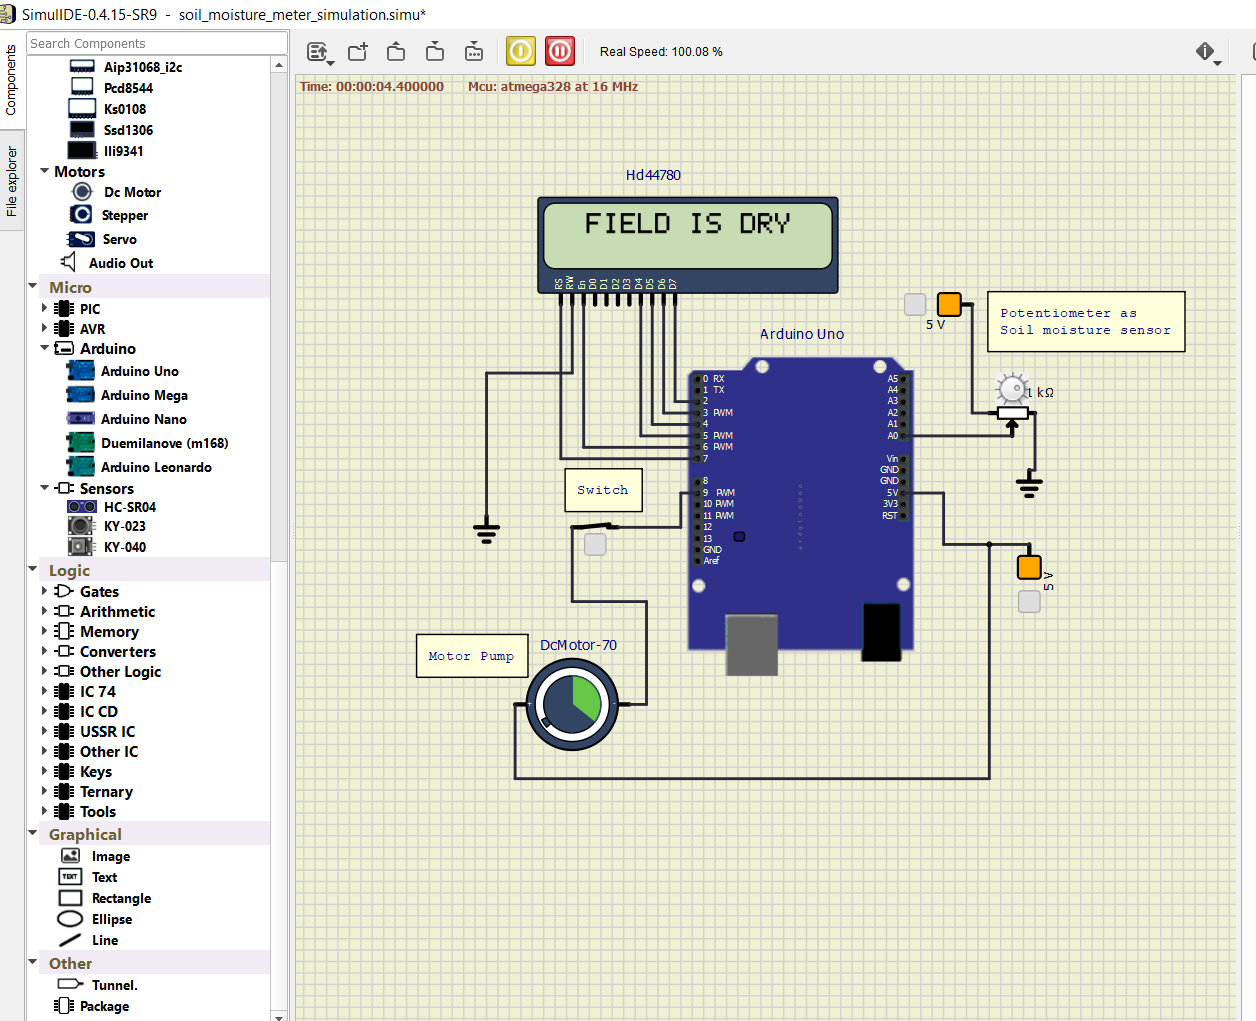 SimulIDE-0.4.15-SR9 - soil_moisture_meter_simulation.simu*
Components
File explorer
Search Components
Aip31068_i2c
Pcd8544
Ks0108
Ssd1306
Ili9341
Motors
Dc Motor
Stepper
Servo
Audio Out
Micro
PIC
AVR
Arduino
Arduino Uno
Arduino Mega
Arduino Nano
Duemilanove (m168)
Arduino Leonardo
Sensors
HC-SR04
KY-023
KY-040
Logic
Gates
Arithmetic
Memory
Converters
Other Logic
IC 74
IC CD
USSR IC
Other IC
Keys
Ternary
Tools
Graphical
Image
TEXT Text
Rectangle
Ellipse
Line
Other
Tunnel.
Package
Real Speed: 100.08 %
Time: 00:00:04.400000 Mcu: atmega328 at 16 MHz
Hd44780
FIELD IS DRY
RS RW En D0 D1 D2 D3 D4 D5 D6 D7
5 V
Potentiometer as
Soil moisture sensor
1 kΩ
Arduino Uno
0 RX
1 TX
2
3 PWM
4
5 PWM
6 PWM
7
8
9 PWM
10 PWM
11 PWM
12
13
GND
Aref
A5
A4
A3
A2
A1
A0
Vin
GND
GND
5V
3V3
RST
arduinoUno
Switch
5 V
Motor Pump
DcMotor-70